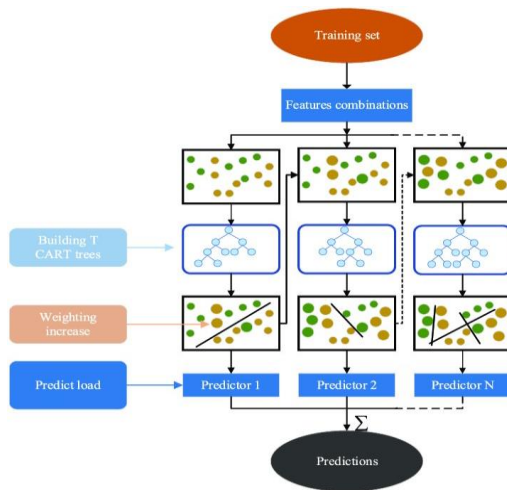 Training set
Features combinations
Building T
CART trees
Weighting
increase
Predict load
Predictor 1
Predictor 2
Predictor N
Σ
Predictions